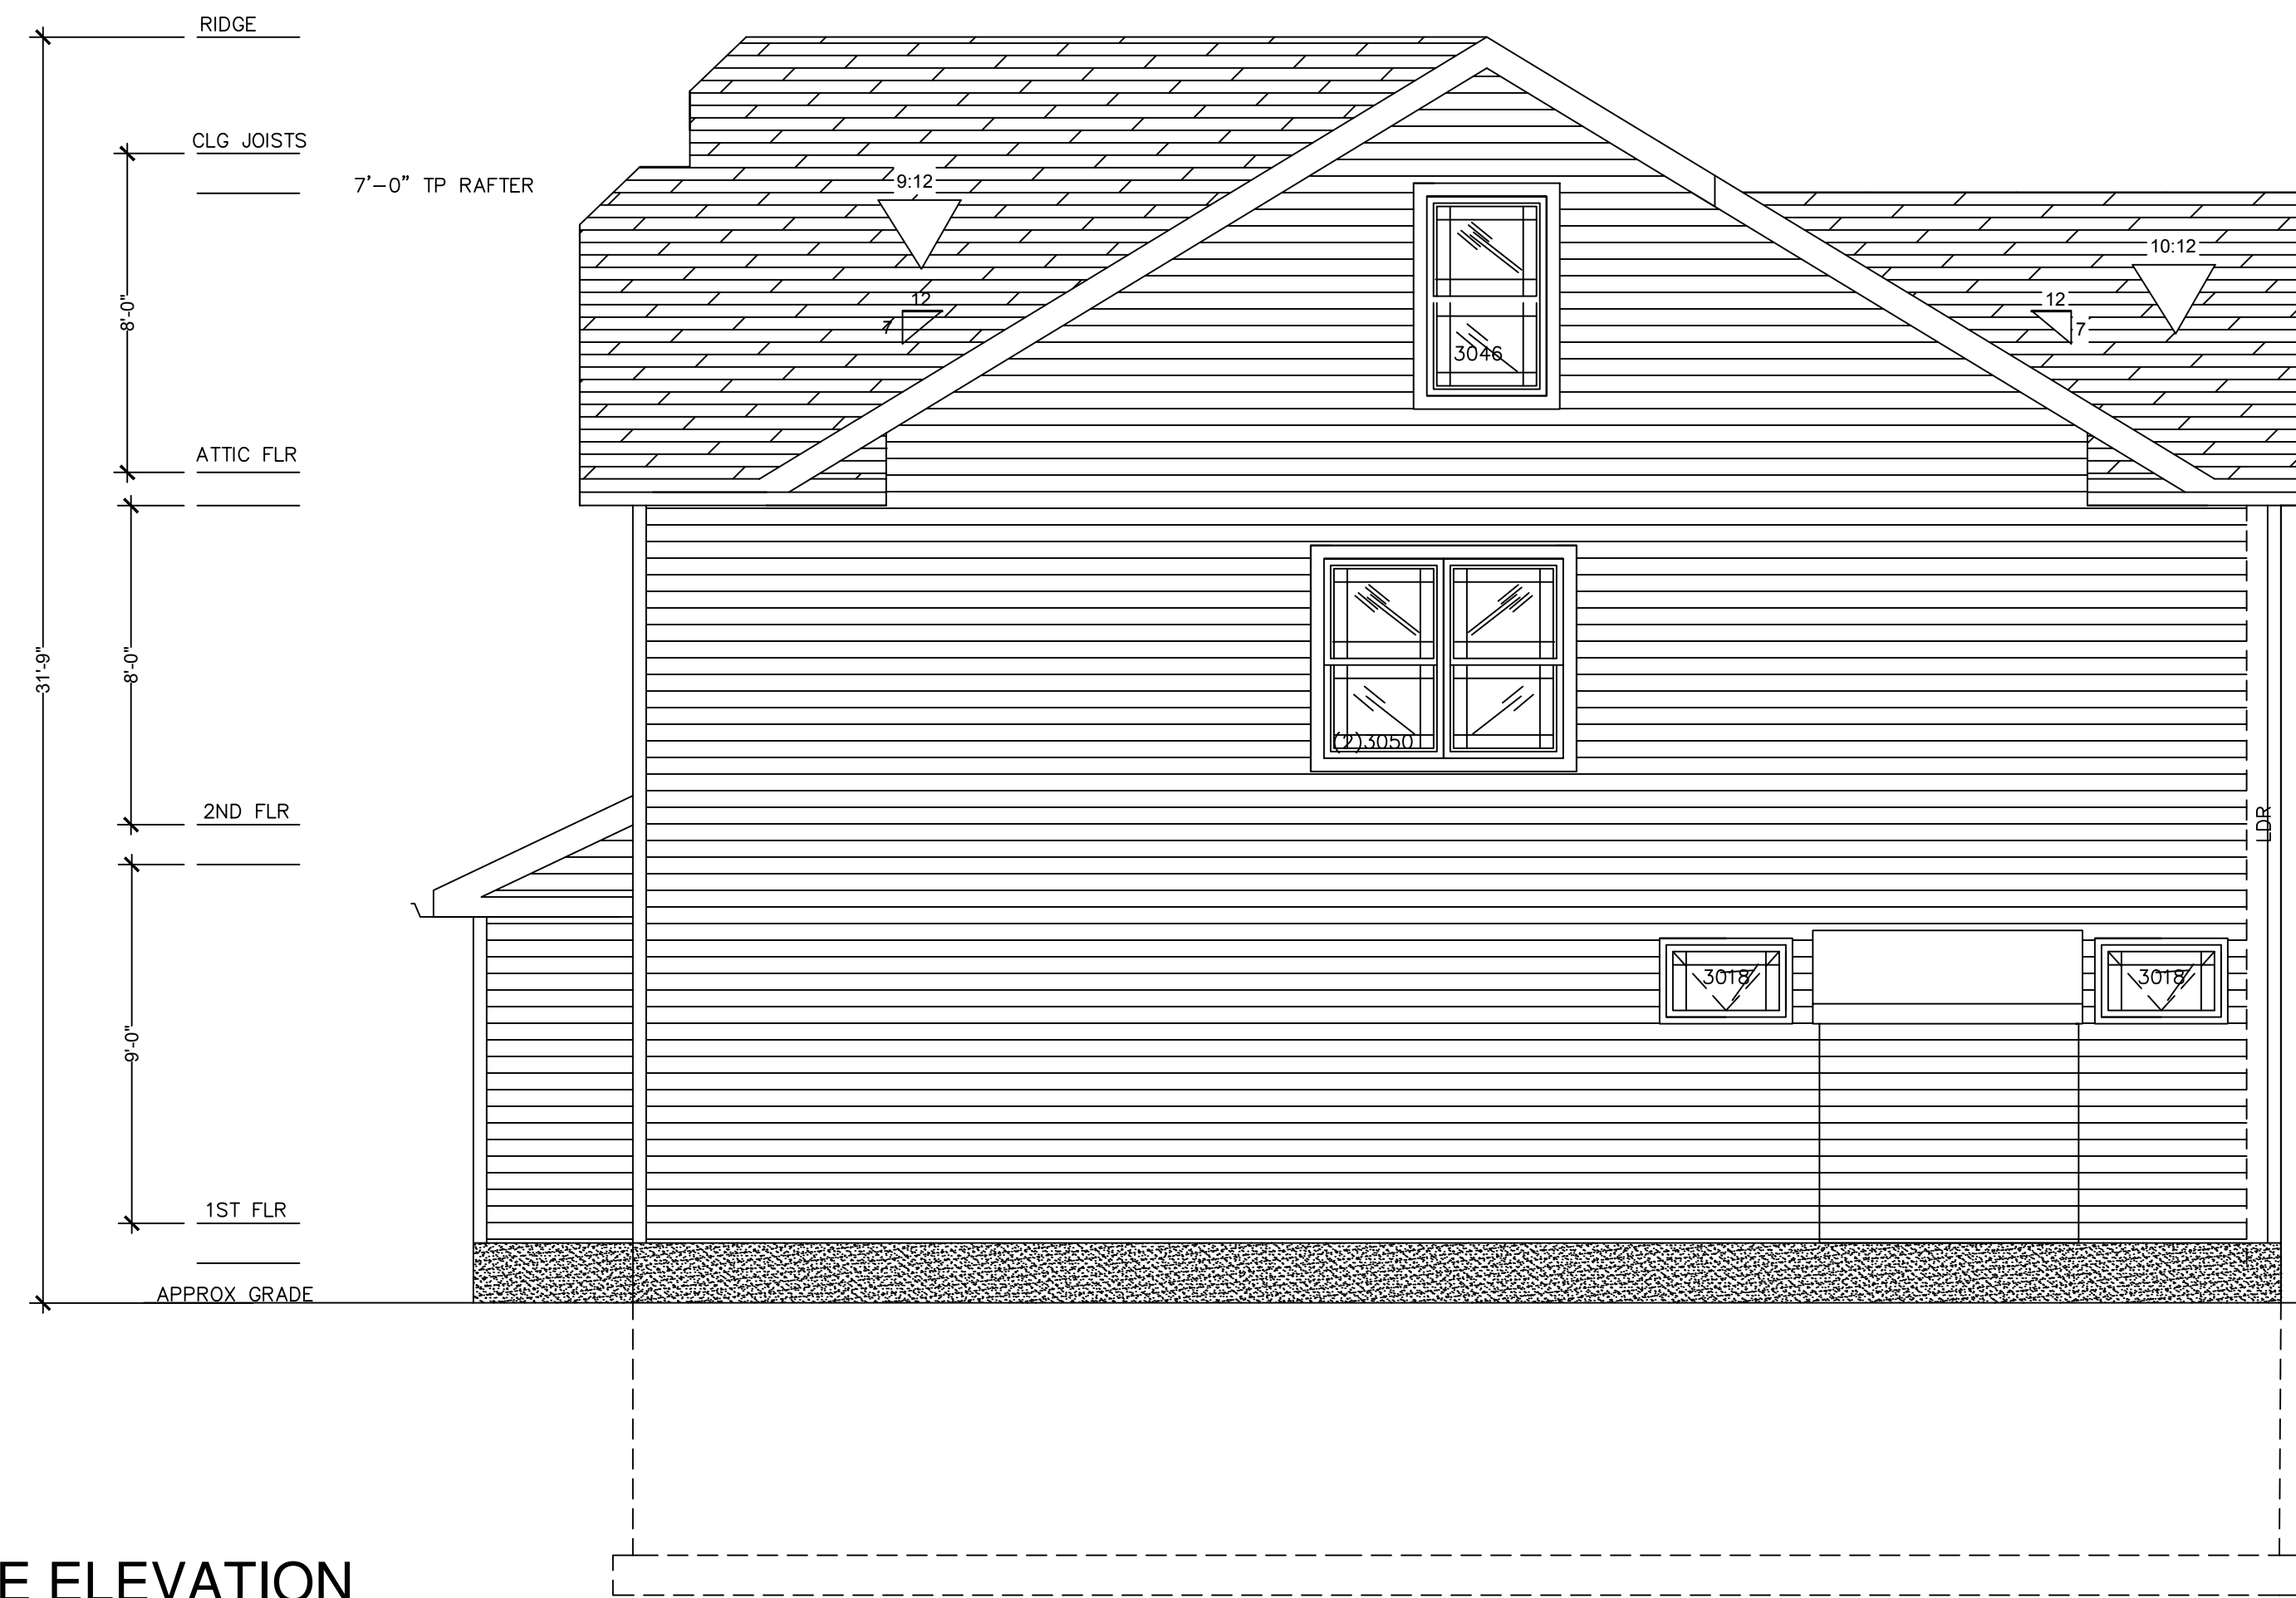 RIDGE
CLG JOISTS
7'-0" TP RAFTER
9:12
10:12
12
7
12
7
8'-0"
3046
ATTIC FLR
31'-9"
8'-0"
(2)3050
2ND FLR
LDR
3018
3018
9'-0"
1ST FLR
APPROX GRADE
E ELEVATION